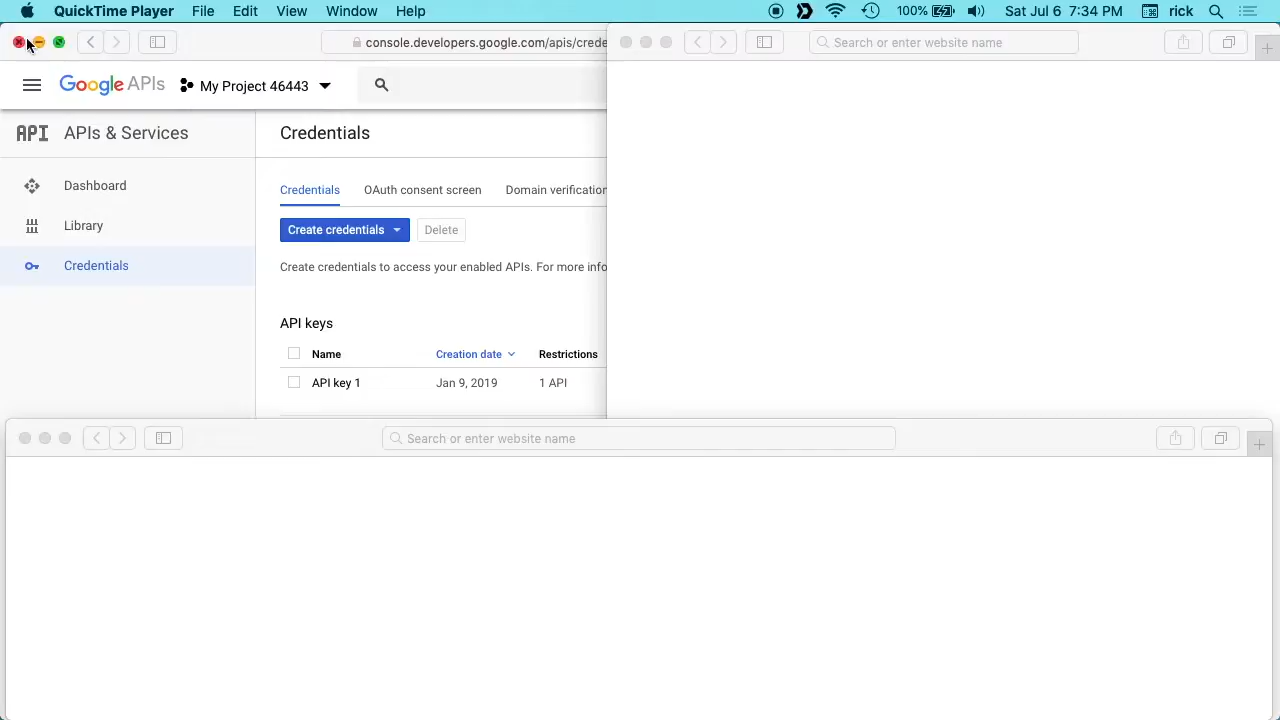 QuickTime Player File Edit View Window Help 100% Sat Jul 6 7:34 PM rick
console.developers.google.com/apis/crede
Search or enter website name
Google APIs My Project 46443
API APIs & Services
Credentials
Dashboard
Library
Credentials
Credentials OAuth consent screen Domain verification
Create credentials Delete
Create credentials to access your enabled APIs. For more info
API keys
Name Creation date Restrictions
API key 1 Jan 9, 2019 1 API
Search or enter website name